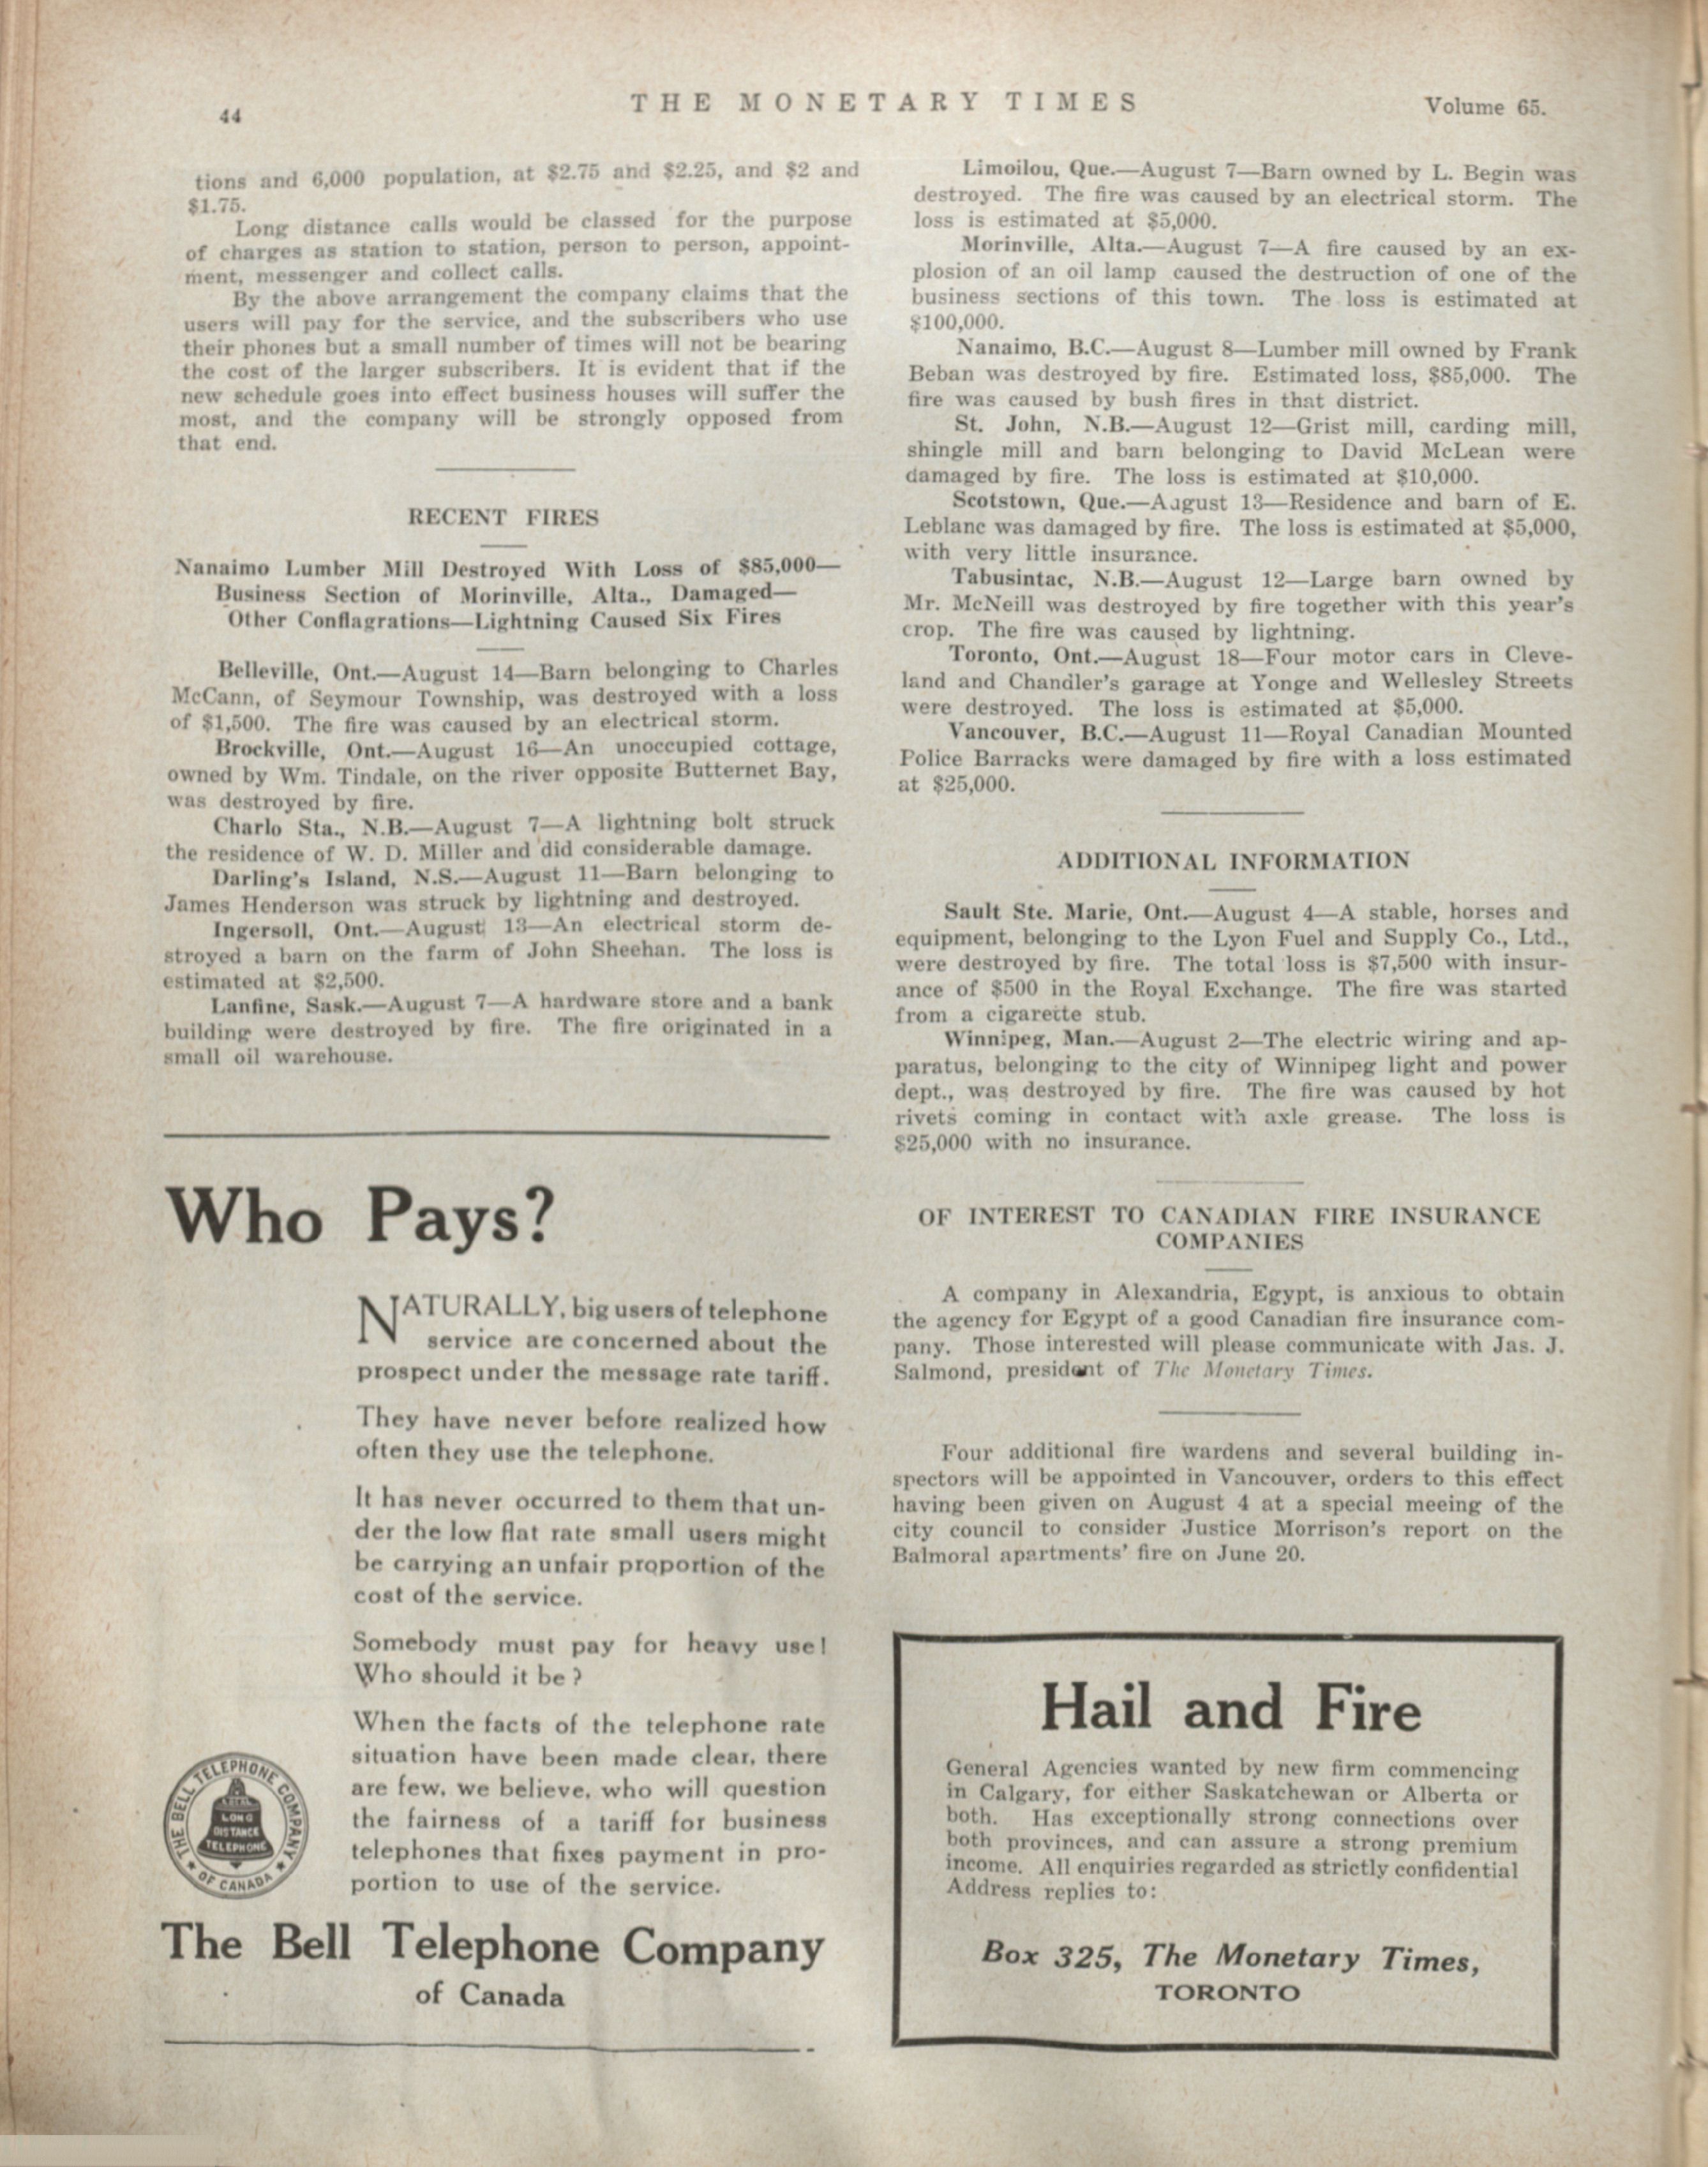 44
THE MONETARY TIMES
Volume 65.
tions and 6,000 population, at $2.75 and $2.25, and $2 and
$1.75.
Long distance calls would be classed for the purpose
of charges as station to station, person to person, appoint-
ment, messenger and collect calls.
By the above arrangement the company claims that the
users will pay for the service, and the subscribers who use
their phones but a small number of times will not be bearing
the cost of the larger subscribers. It is evident that if the
new schedule goes into effect business houses will suffer the
most, and the company will be strongly opposed from
that end.
RECENT FIRES
Nanaimo Lumber Mill Destroyed With Loss of $85,000—
Business Section of Morinville, Alta., Damaged—
Other Conflagrations—Lightning Caused Six Fires
Belleville, Ont.—August 14—Barn belonging to Charles
McCann, of Seymour Township, was destroyed with a loss
of $1,500. The fire was caused by an electrical storm.
Brockville, Ont.—August 16—An unoccupied cottage,
owned by Wm. Tindale, on the river opposite Butternet Bay,
was destroyed by fire.
Charlo Sta., N.B.—August 7—A lightning bolt struck
the residence of W. D. Miller and did considerable damage.
Darling's Island, N.S.—August 11—Barn belonging to
James Henderson was struck by lightning and destroyed.
Ingersoll, Ont.—August 13—An electrical storm de-
stroyed a barn on the farm of John Sheehan. The loss is
estimated at $2,500.
Lanfine, Sask.—August 7—A hardware store and a bank
building were destroyed by fire. The fire originated in a
small oil warehouse.
Who Pays?
NATURALLY, big users of telephone
service are concerned about the
prospect under the message rate tariff.
They have never before realized how
often they use the telephone.
It has never occurred to them that un-
der the low flat rate small users might
be carrying an unfair proportion of the
cost of the service.
Somebody must pay for heavy use!
Who should it be?
When the facts of the telephone rate
situation have been made clear, there
are few, we believe, who will question
the fairness of a tariff for business
telephones that fixes payment in pro-
portion to use of the service.
THE BELL TELEPHONE COMPANY
OF CANADA
LONG
DISTANCE
TELEPHONE
The Bell Telephone Company
of Canada
Limoilou, Que.—August 7—Barn owned by L. Begin was
destroyed. The fire was caused by an electrical storm. The
loss is estimated at $5,000.
Morinville, Alta.—August 7—A fire caused by an ex-
plosion of an oil lamp caused the destruction of one of the
business sections of this town. The loss is estimated at
$100,000.
Nanaimo, B.C.—August 8—Lumber mill owned by Frank
Beban was destroyed by fire. Estimated loss, $85,000. The
fire was caused by bush fires in that district.
St. John, N.B.—August 12—Grist mill, carding mill,
shingle mill and barn belonging to David McLean were
damaged by fire. The loss is estimated at $10,000.
Scotstown, Que.—August 13—Residence and barn of E.
Leblanc was damaged by fire. The loss is estimated at $5,000,
with very little insurance.
Tabusintac, N.B.—August 12—Large barn owned by
Mr. McNeill was destroyed by fire together with this year's
crop. The fire was caused by lightning.
Toronto, Ont.—August 18—Four motor cars in Cleve-
land and Chandler's garage at Yonge and Wellesley Streets
were destroyed. The loss is estimated at $5,000.
Vancouver, B.C.—August 11—Royal Canadian Mounted
Police Barracks were damaged by fire with a loss estimated
at $25,000.
ADDITIONAL INFORMATION
Sault Ste. Marie, Ont.—August 4—A stable, horses and
equipment, belonging to the Lyon Fuel and Supply Co., Ltd.,
were destroyed by fire. The total loss is $7,500 with insur-
ance of $500 in the Royal Exchange. The fire was started
from a cigarette stub.
Winnipeg, Man.—August 2—The electric wiring and ap-
paratus, belonging to the city of Winnipeg light and power
dept., was destroyed by fire. The fire was caused by hot
rivets coming in contact with axle grease. The loss is
$25,000 with no insurance.
OF INTEREST TO CANADIAN FIRE INSURANCE
COMPANIES
A company in Alexandria, Egypt, is anxious to obtain
the agency for Egypt of a good Canadian fire insurance com-
pany. Those interested will please communicate with Jas. J.
Salmond, president of The Monetary Times.
Four additional fire wardens and several building in-
spectors will be appointed in Vancouver, orders to this effect
having been given on August 4 at a special meeing of the
city council to consider Justice Morrison's report on the
Balmoral apartments' fire on June 20.
Hail and Fire
General Agencies wanted by new firm commencing
in Calgary, for either Saskatchewan or Alberta or
both. Has exceptionally strong connections over
both provinces, and can assure a strong premium
income. All enquiries regarded as strictly confidential
Address replies to:
Box 325, The Monetary Times,
TORONTO